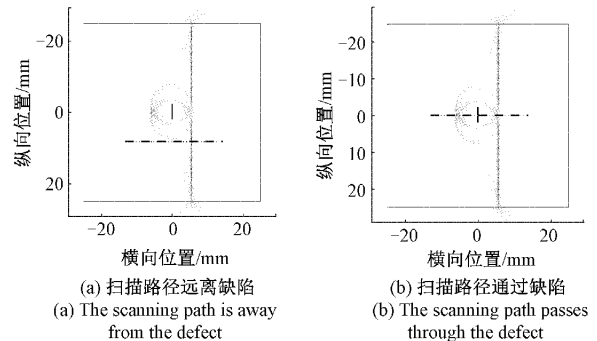 -20
0
20
纵向位置/mm
-20
0
20
横向位置/mm
(a) 扫描路径远离缺陷
(a) The scanning path is away
from the defect
-20
-10
0
10
20
纵向位置/mm
-20
0
20
横向位置/mm
(b) 扫描路径通过缺陷
(b) The scanning path passes
through the defect